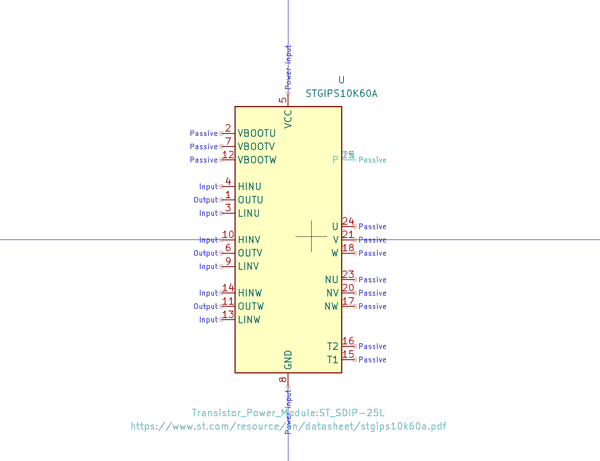 Power input
U
STGIPS10K60A
5
VCC
Passive 2 VBOOTU
Passive 7 VBOOTV
Passive 12 VBOOTW
P Passive
Input 4 HINU
Output 1 OUTU
Input 3 LINU
U 24 Passive
Input 10 HINV
V 21 Passive
Output 6 OUTV
W 18 Passive
Input 9 LINV
NU 23 Passive
Input 14 HINW
NV 20 Passive
Output 11 OUTW
NW 17 Passive
Input 13 LINW
T2 16 Passive
T1 15 Passive
GND
8
Power input
Transistor_Power_Module:ST_SDIP-25L
https://www.st.com/resource/en/datasheet/stgips10k60a.pdf